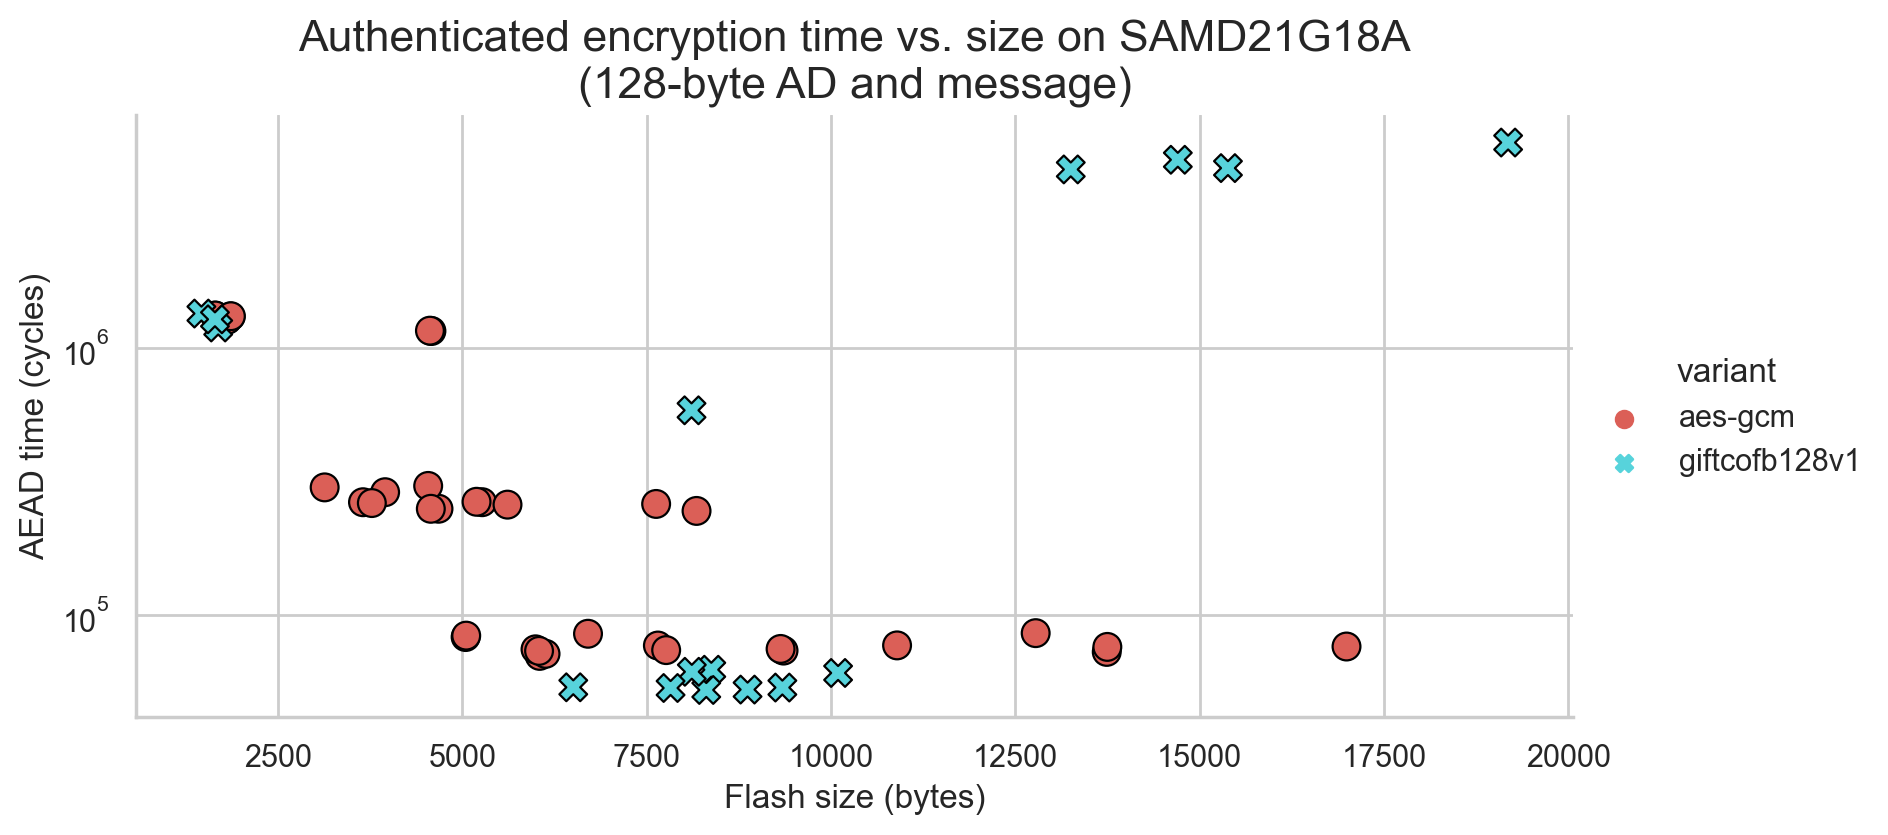 Authenticated encryption time vs. size on SAMD21G18A
(128-byte AD and message)
AEAD time (cycles)
10^6
10^5
variant
aes-gcm
giftcofb128v1
2500 5000 7500 10000 12500 15000 17500 20000
Flash size (bytes)